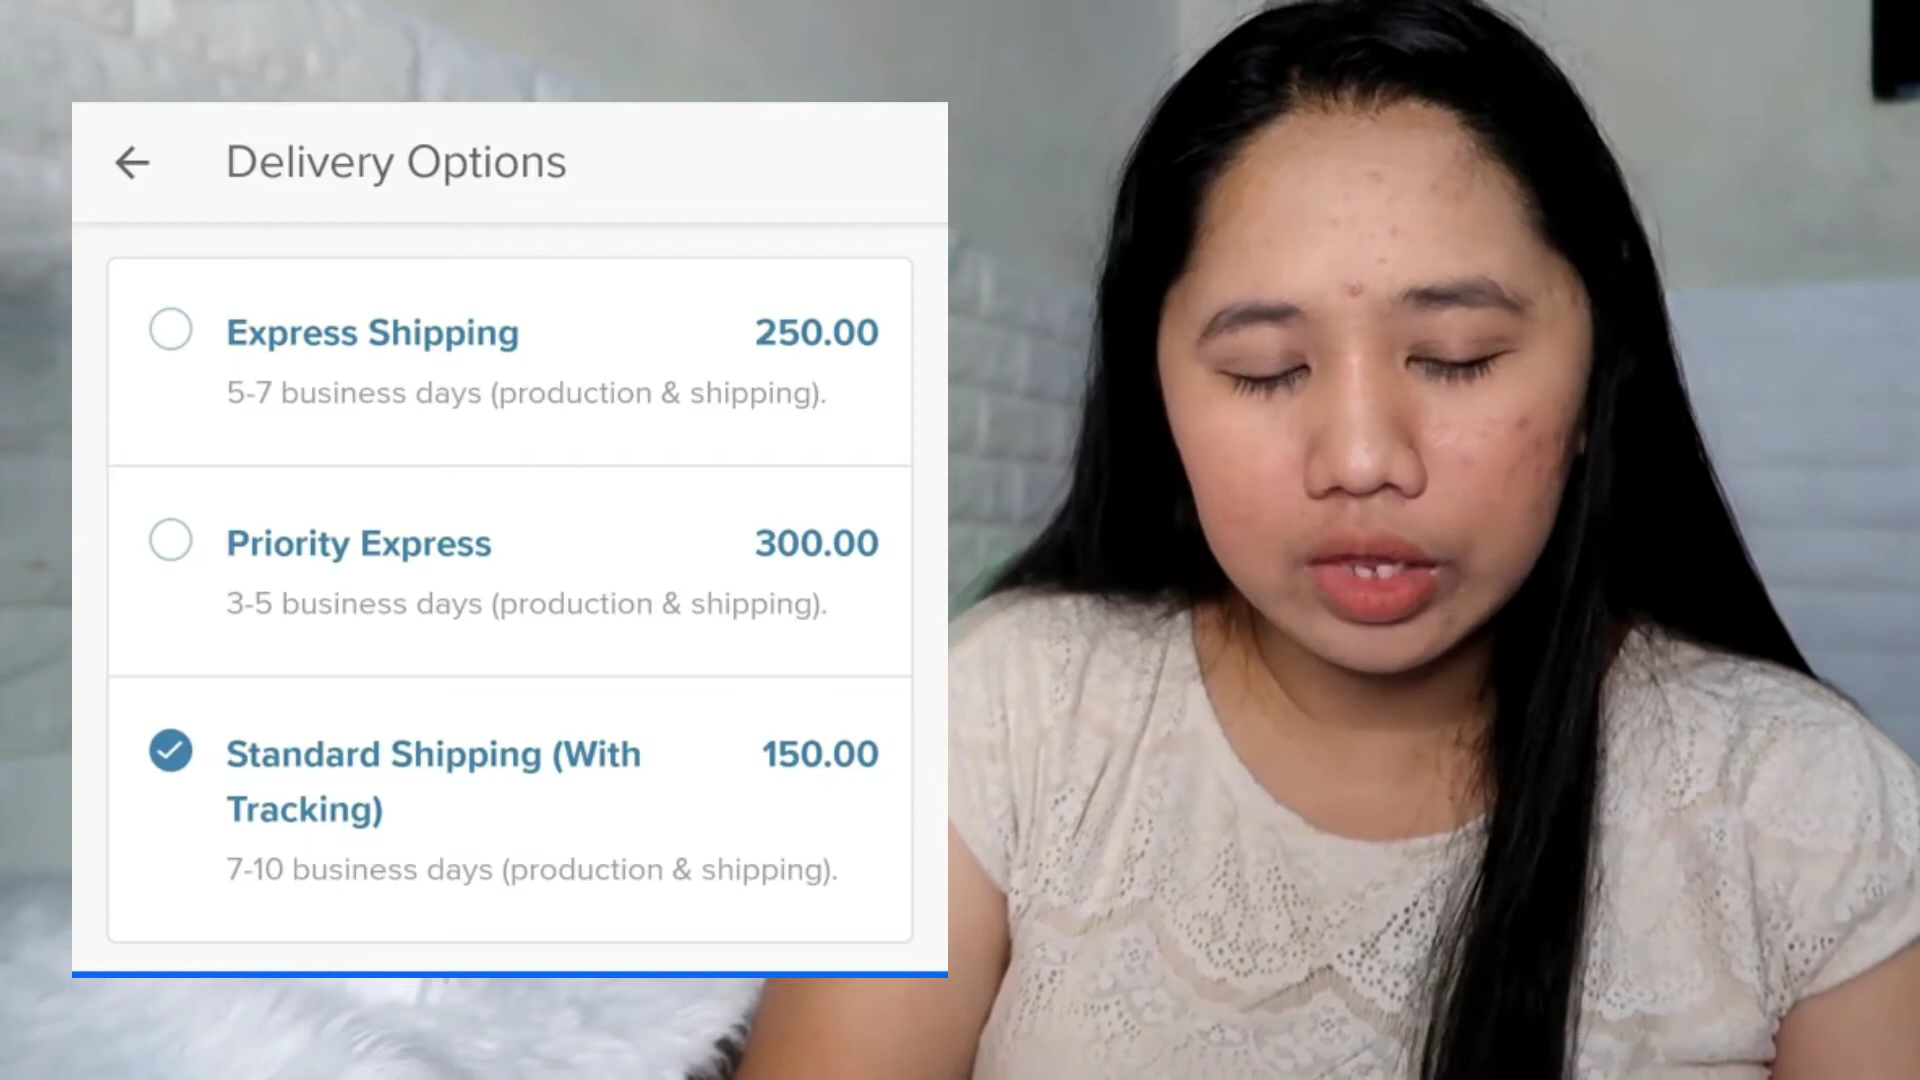 Delivery Options
Express Shipping 250.00
5-7 business days (production & shipping).
Priority Express 300.00
3-5 business days (production & shipping).
Standard Shipping (With 150.00
Tracking)
7-10 business days (production & shipping).